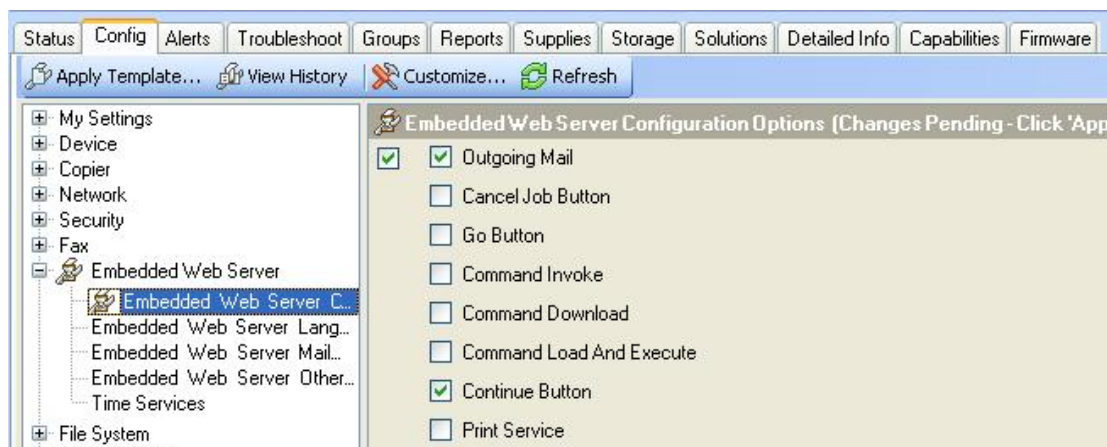 Status Config Alerts Troubleshoot Groups Reports Supplies Storage Solutions Detailed Info Capabilities Firmware
Apply Template... View History Customize... Refresh
My Settings
Device
Copier
Network
Security
Fax
Embedded Web Server
Embedded Web Server C...
Embedded Web Server Lang...
Embedded Web Server Mail...
Embedded Web Server Other...
Time Services
File System
Embedded Web Server Configuration Options (Changes Pending - Click 'App
Outgoing Mail
Cancel Job Button
Go Button
Command Invoke
Command Download
Command Load And Execute
Continue Button
Print Service